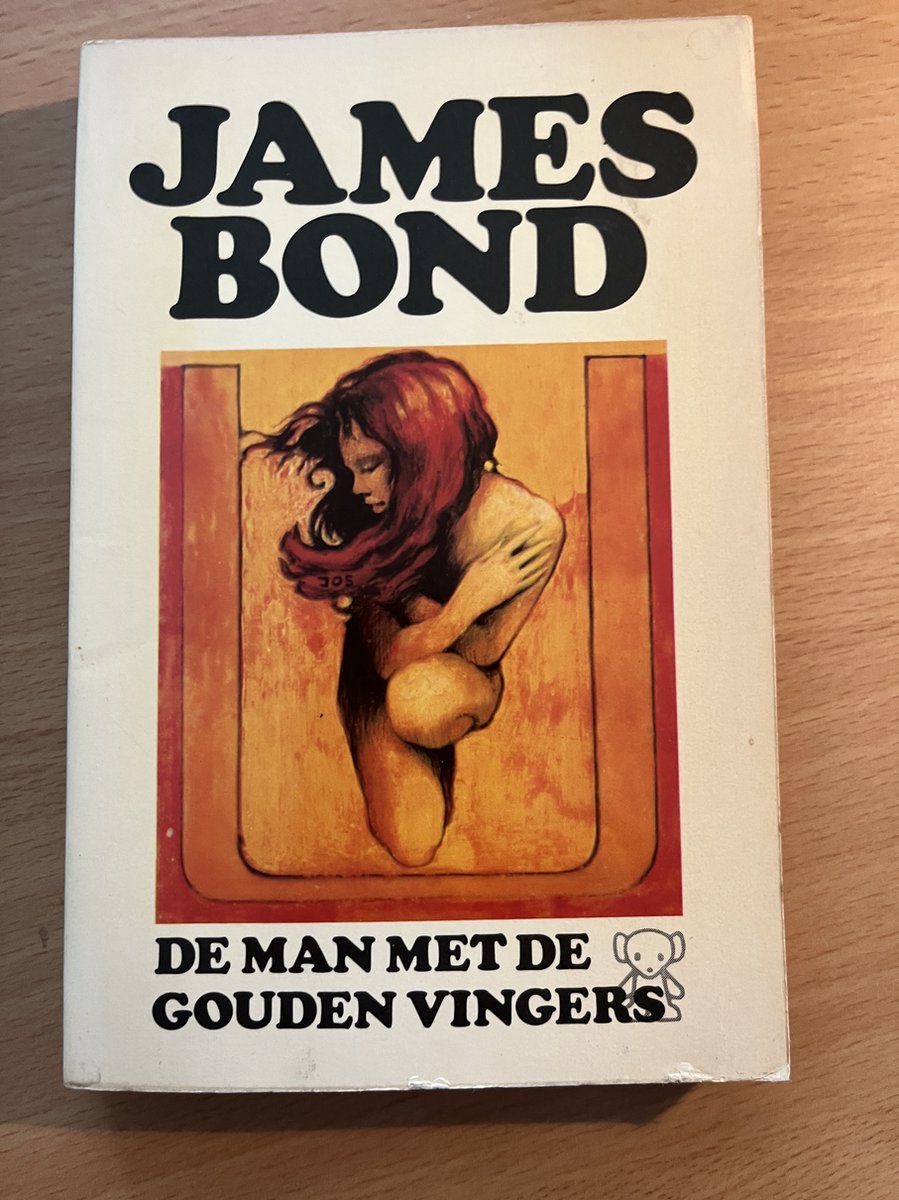 JAMES
BOND
JOS
DE MAN MET DE
GOUDEN VINGERS